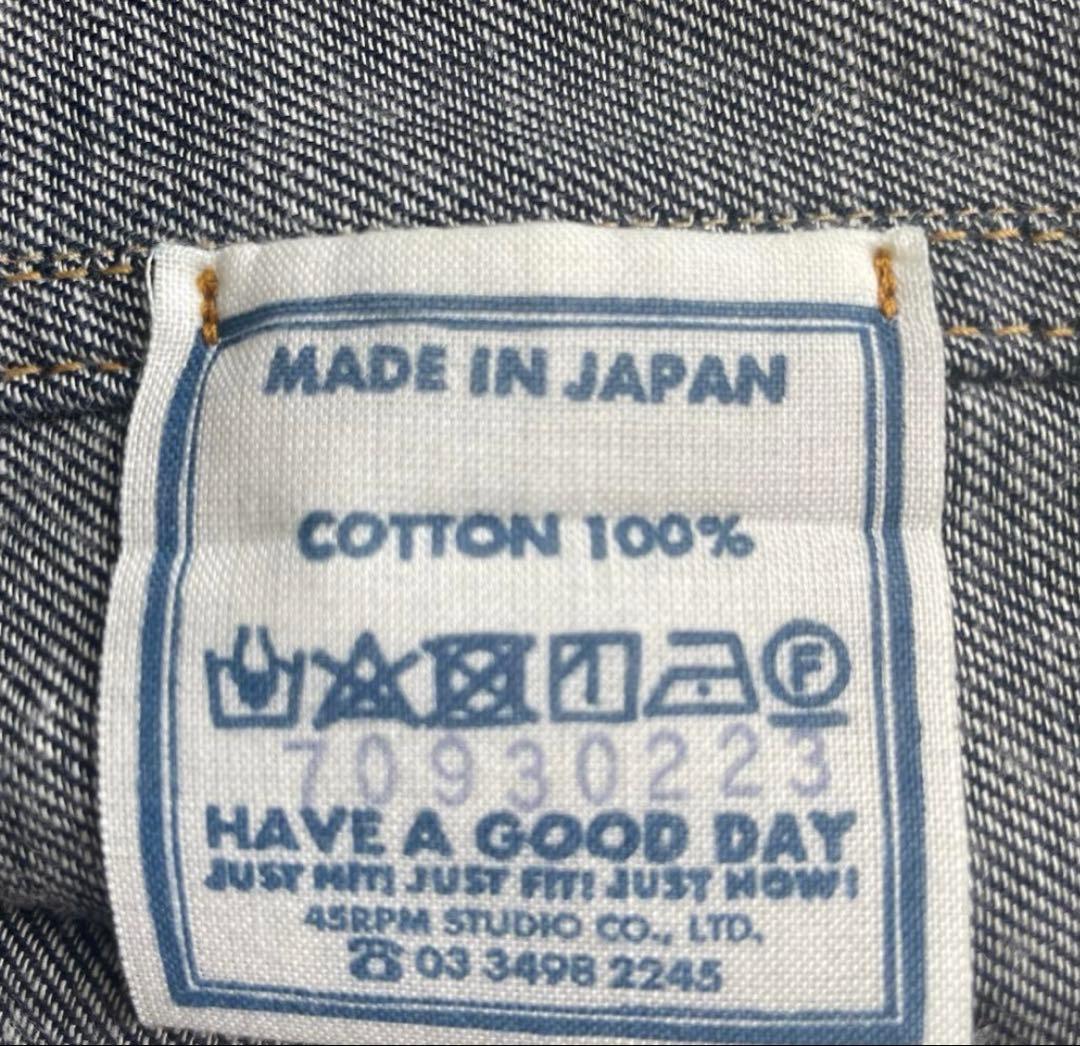 MADE IN JAPAN
COTTON 100%
F
70930223
HAVE A GOOD DAY
JUST HIT! JUST FIT! JUST NOW!
45RPM STUDIO CO., LTD.
☎ 03 3498 2245